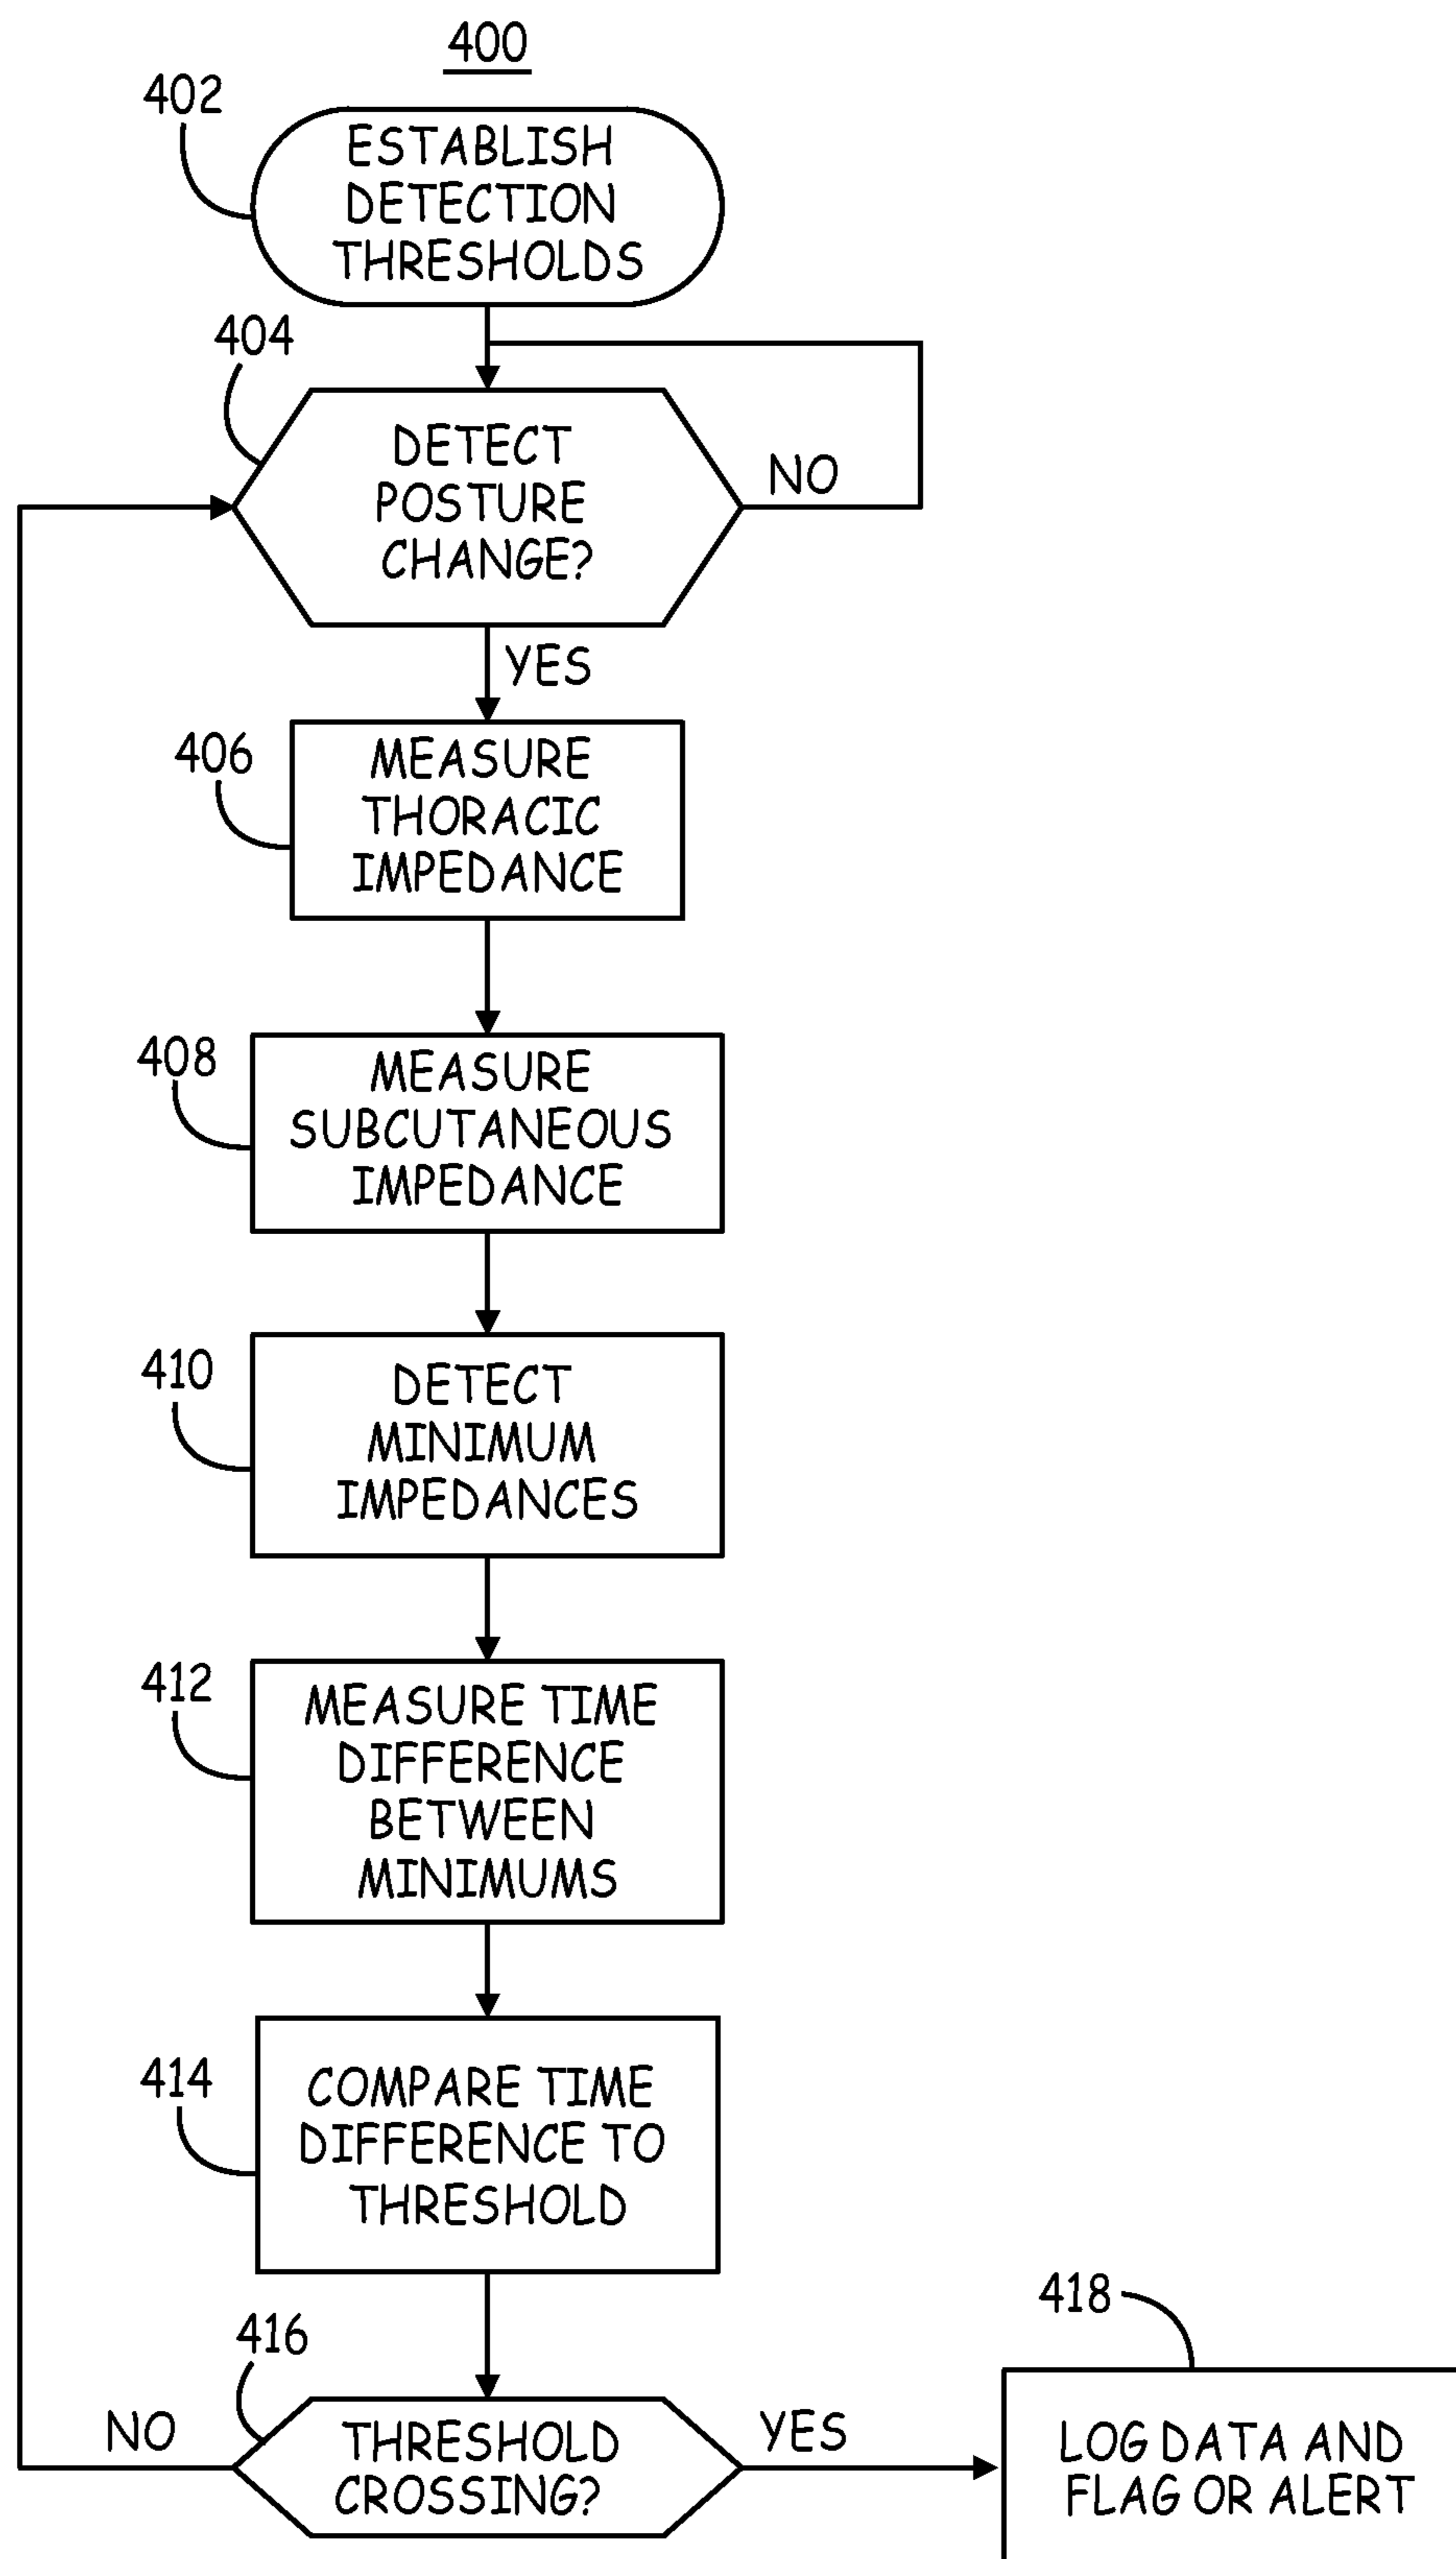 400
402
ESTABLISH
DETECTION
THRESHOLDS
404
DETECT
POSTURE
CHANGE?
NO
YES
406
MEASURE
THORACIC
IMPEDANCE
408
MEASURE
SUBCUTANEOUS
IMPEDANCE
410
DETECT
MINIMUM
IMPEDANCES
412
MEASURE TIME
DIFFERENCE
BETWEEN
MINIMUMS
414
COMPARE TIME
DIFFERENCE TO
THRESHOLD
416
THRESHOLD
CROSSING?
NO
YES
418
LOG DATA AND
FLAG OR ALERT